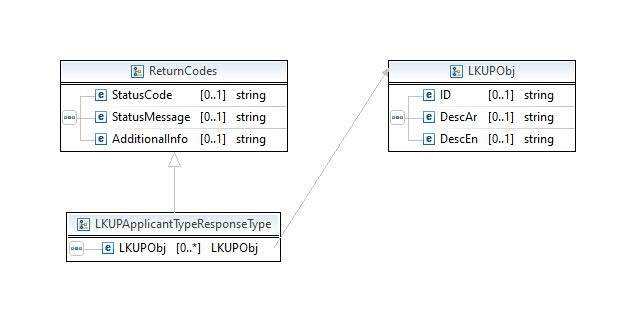 ReturnCodes
e StatusCode [0..1] string
e StatusMessage [0..1] string
e AdditionalInfo [0..1] string
LKUPObj
e ID [0..1] string
e DescAr [0..1] string
e DescEn [0..1] string
LKUPApplicantTypeResponseType
e LKUPObj [0..*] LKUPObj